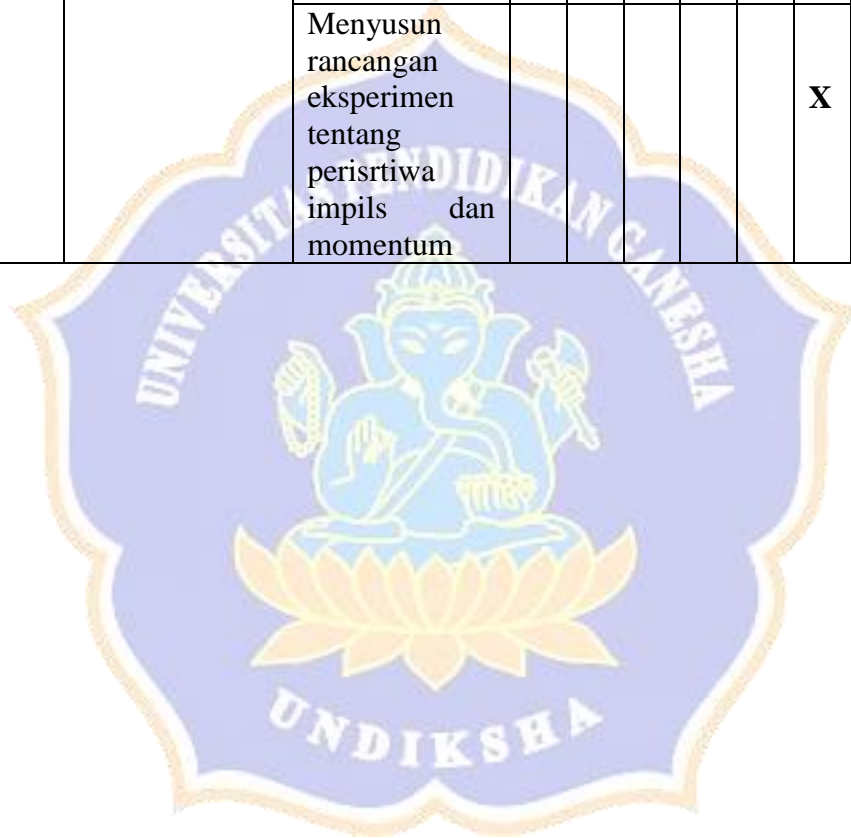 Menyusun
rancangan
eksperimen
tentang
perisrtiwa
impils dan
momentum
X
UNIVERSITAS PENDIDIKAN GANESHA
UNDIKSHA